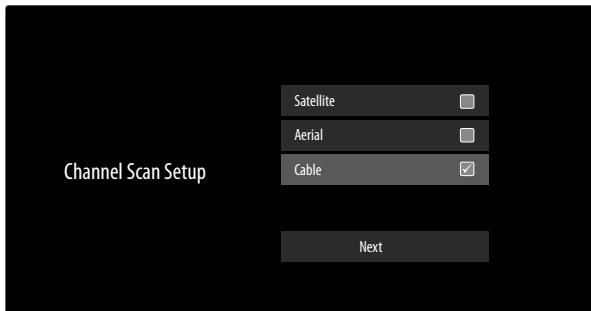 Satellite
Aerial
Channel Scan Setup
Cable
Next